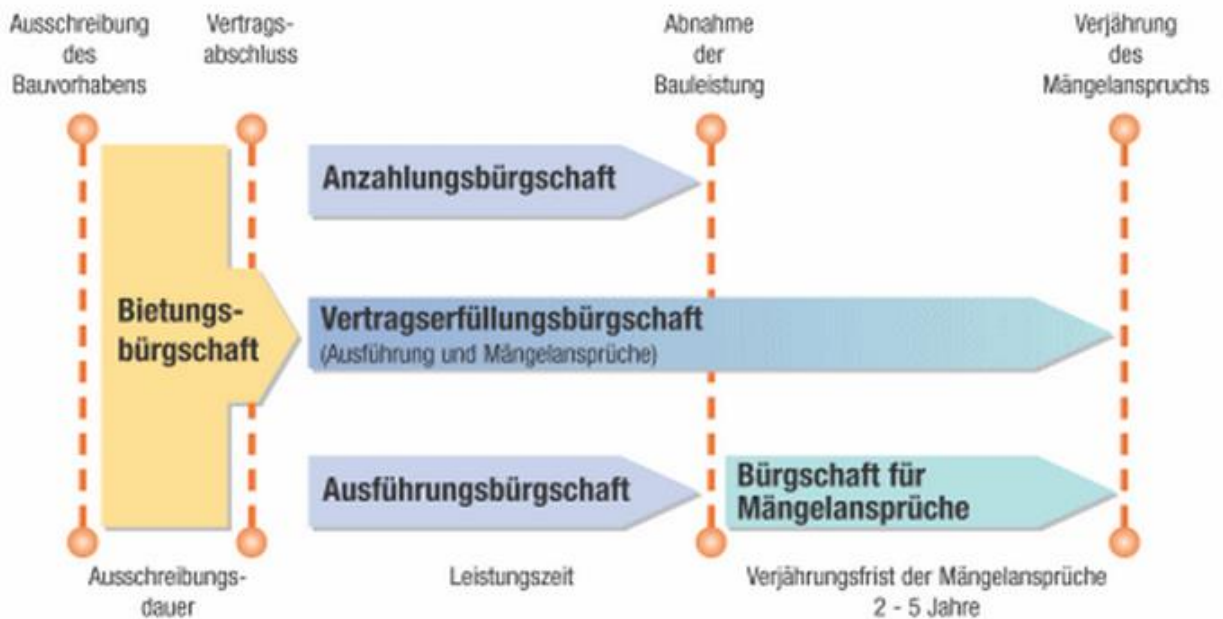 Ausschreibung
des
Bauvorhabens
Vertrags-
abschluss
Abnahme
der
Bauleistung
Verjährung
des
Mängelanspruchs
Anzahlungsbürgschaft
Bietungs-
bürgschaft
Vertragserfüllungsbürgschaft
(Ausführung und Mängelansprüche)
Ausführungsbürgschaft
Bürgschaft für
Mängelansprüche
Ausschreibungs-
dauer
Leistungszeit
Verjährungsfrist der Mängelansprüche
2 - 5 Jahre